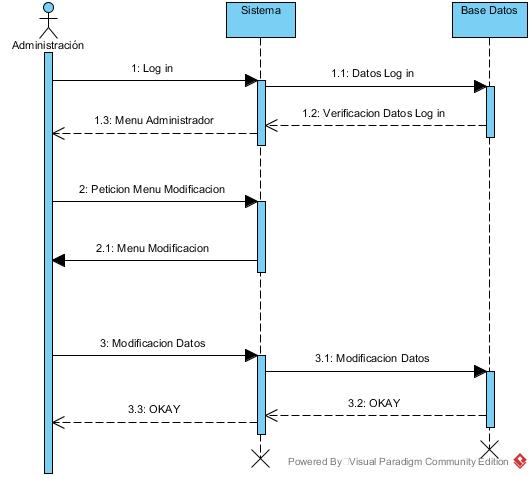 Sistema
Base Datos
Administración
1: Log in
1.1: Datos Log in
1.2: Verificacion Datos Log in
1.3: Menu Administrador
2: Peticion Menu Modificacion
2.1: Menu Modificacion
3: Modificacion Datos
3.1: Modificacion Datos
3.2: OKAY
3.3: OKAY
Powered By Visual Paradigm Community Edition